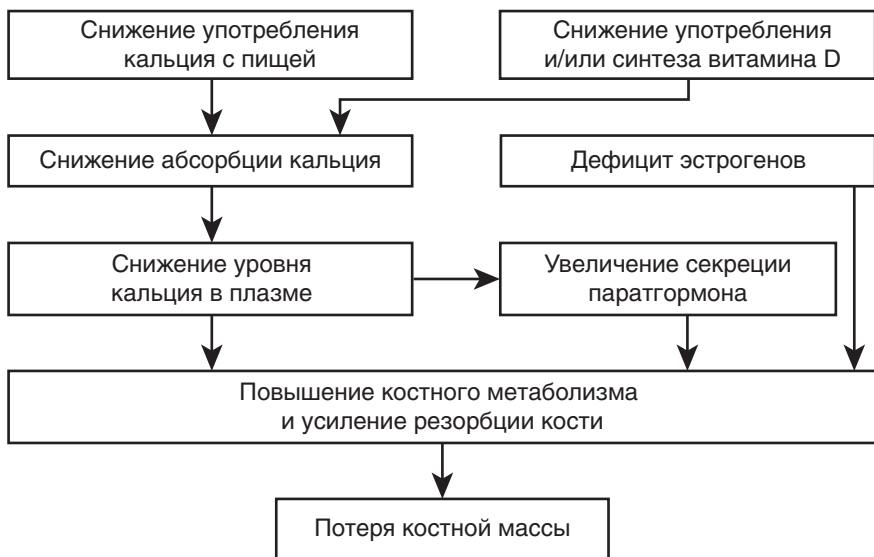 Снижение употребления
кальция с пищей
Снижение употребления
и/или синтеза витамина D
Снижение абсорбции кальция
Дефицит эстрогенов
Снижение уровня
кальция в плазме
Увеличение секреции
паратгормона
Повышение костного метаболизма
и усиление резорбции кости
Потеря костной массы